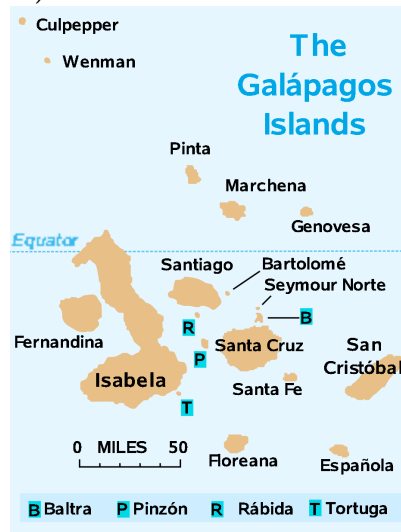 Culpepper
Wenman
The
Galápagos
Islands
Pinta
Marchena
Genovesa
Equator
Santiago
Bartolomé
Seymour Norte
B
R
Fernandina
Santa Cruz
San
Cristóbal
P
Isabela
Santa Fe
T
0 MILES 50
Floreana
Española
B Baltra P Pinzón R Rábida T Tortuga